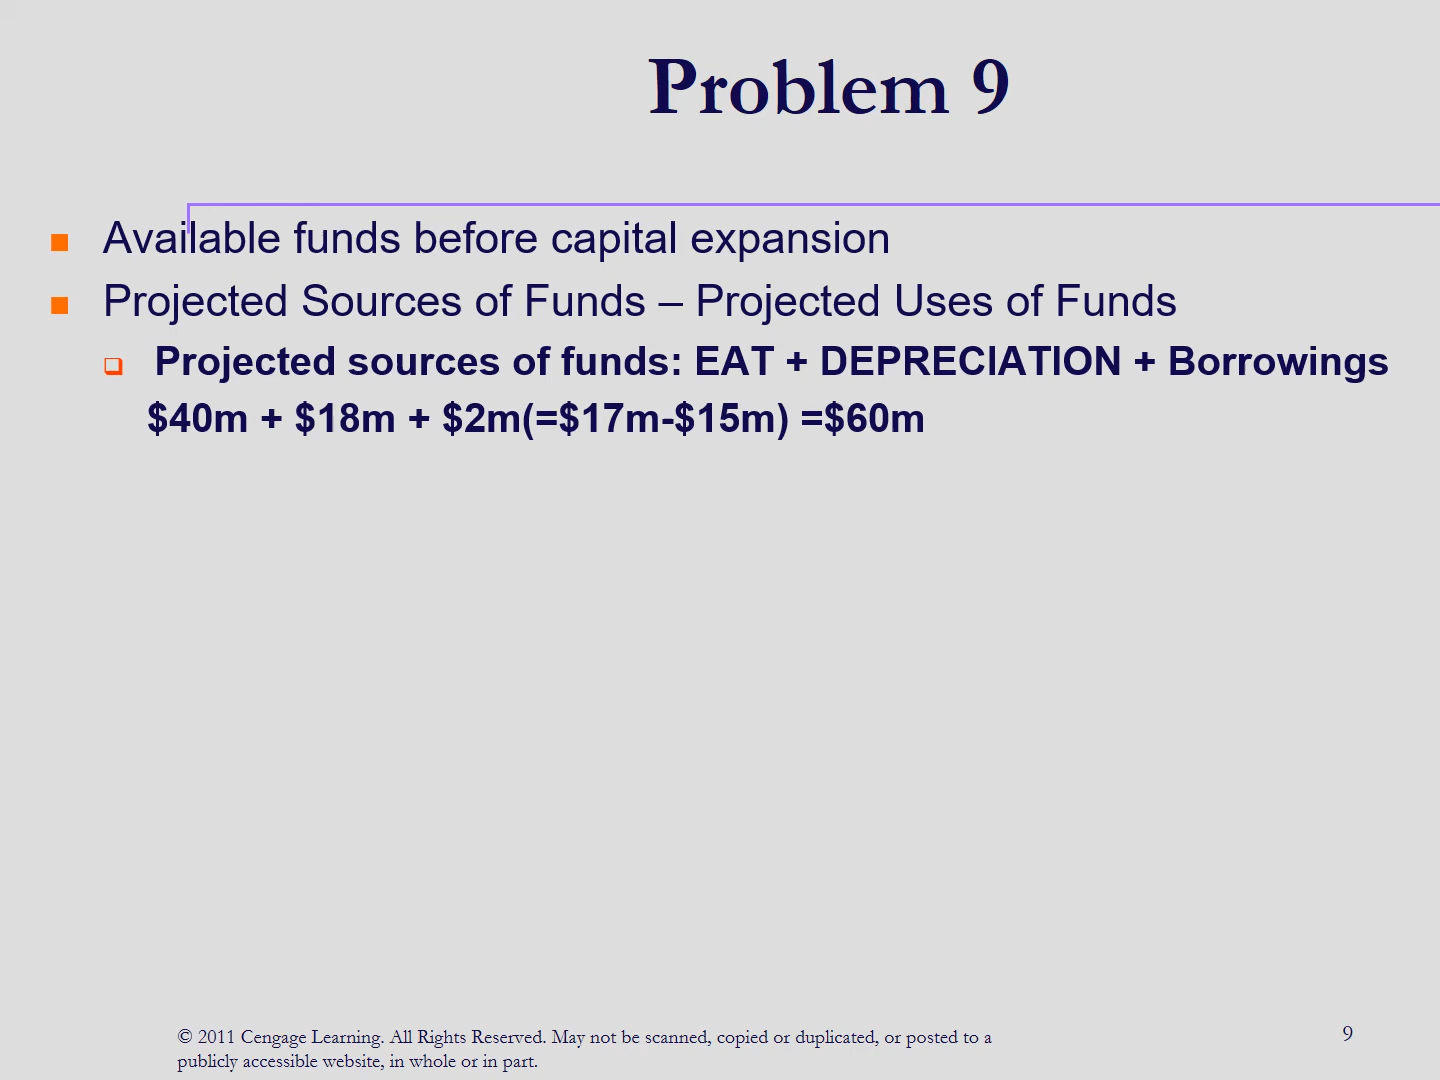 Problem 9
Available funds before capital expansion
Projected Sources of Funds – Projected Uses of Funds
Projected sources of funds: EAT + DEPRECIATION + Borrowings
$40m + $18m + $2m(=$17m-$15m) =$60m
© 2011 Cengage Learning. All Rights Reserved. May not be scanned, copied or duplicated, or posted to a
publicly accessible website, in whole or in part.
9